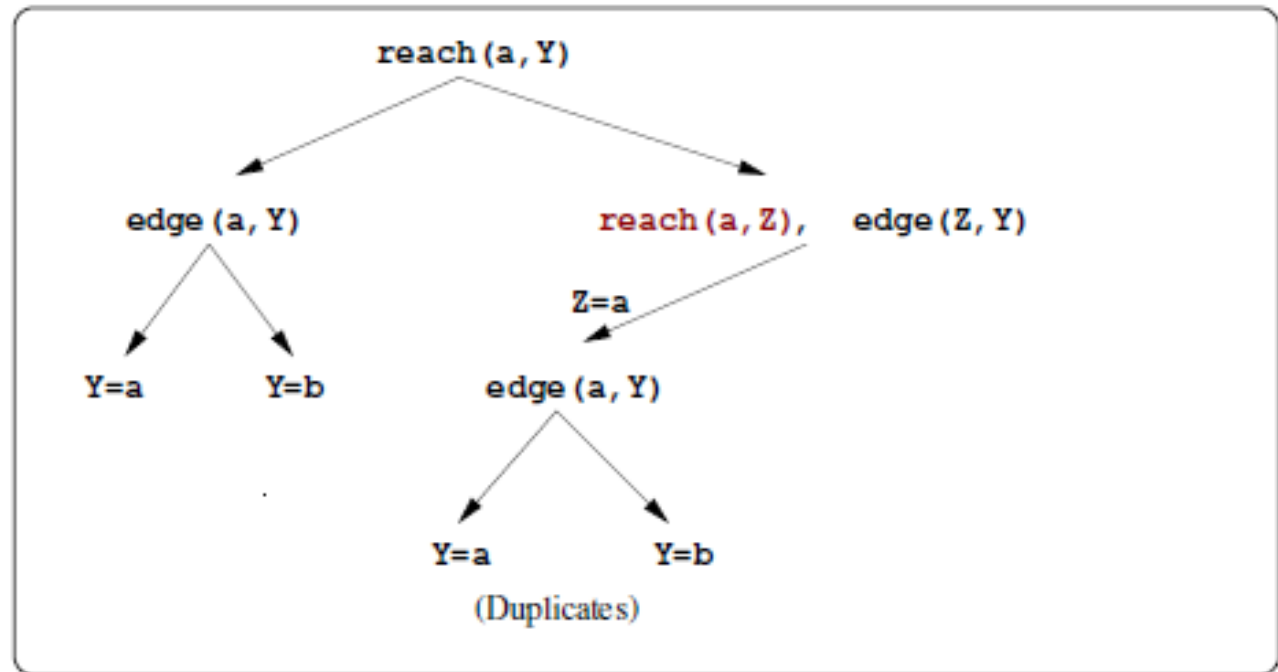 reach(a,Y)
edge(a,Y) reach(a,Z), edge(Z,Y)
Z=a
Y=a Y=b edge(a,Y)
Y=a Y=b
(Duplicates)